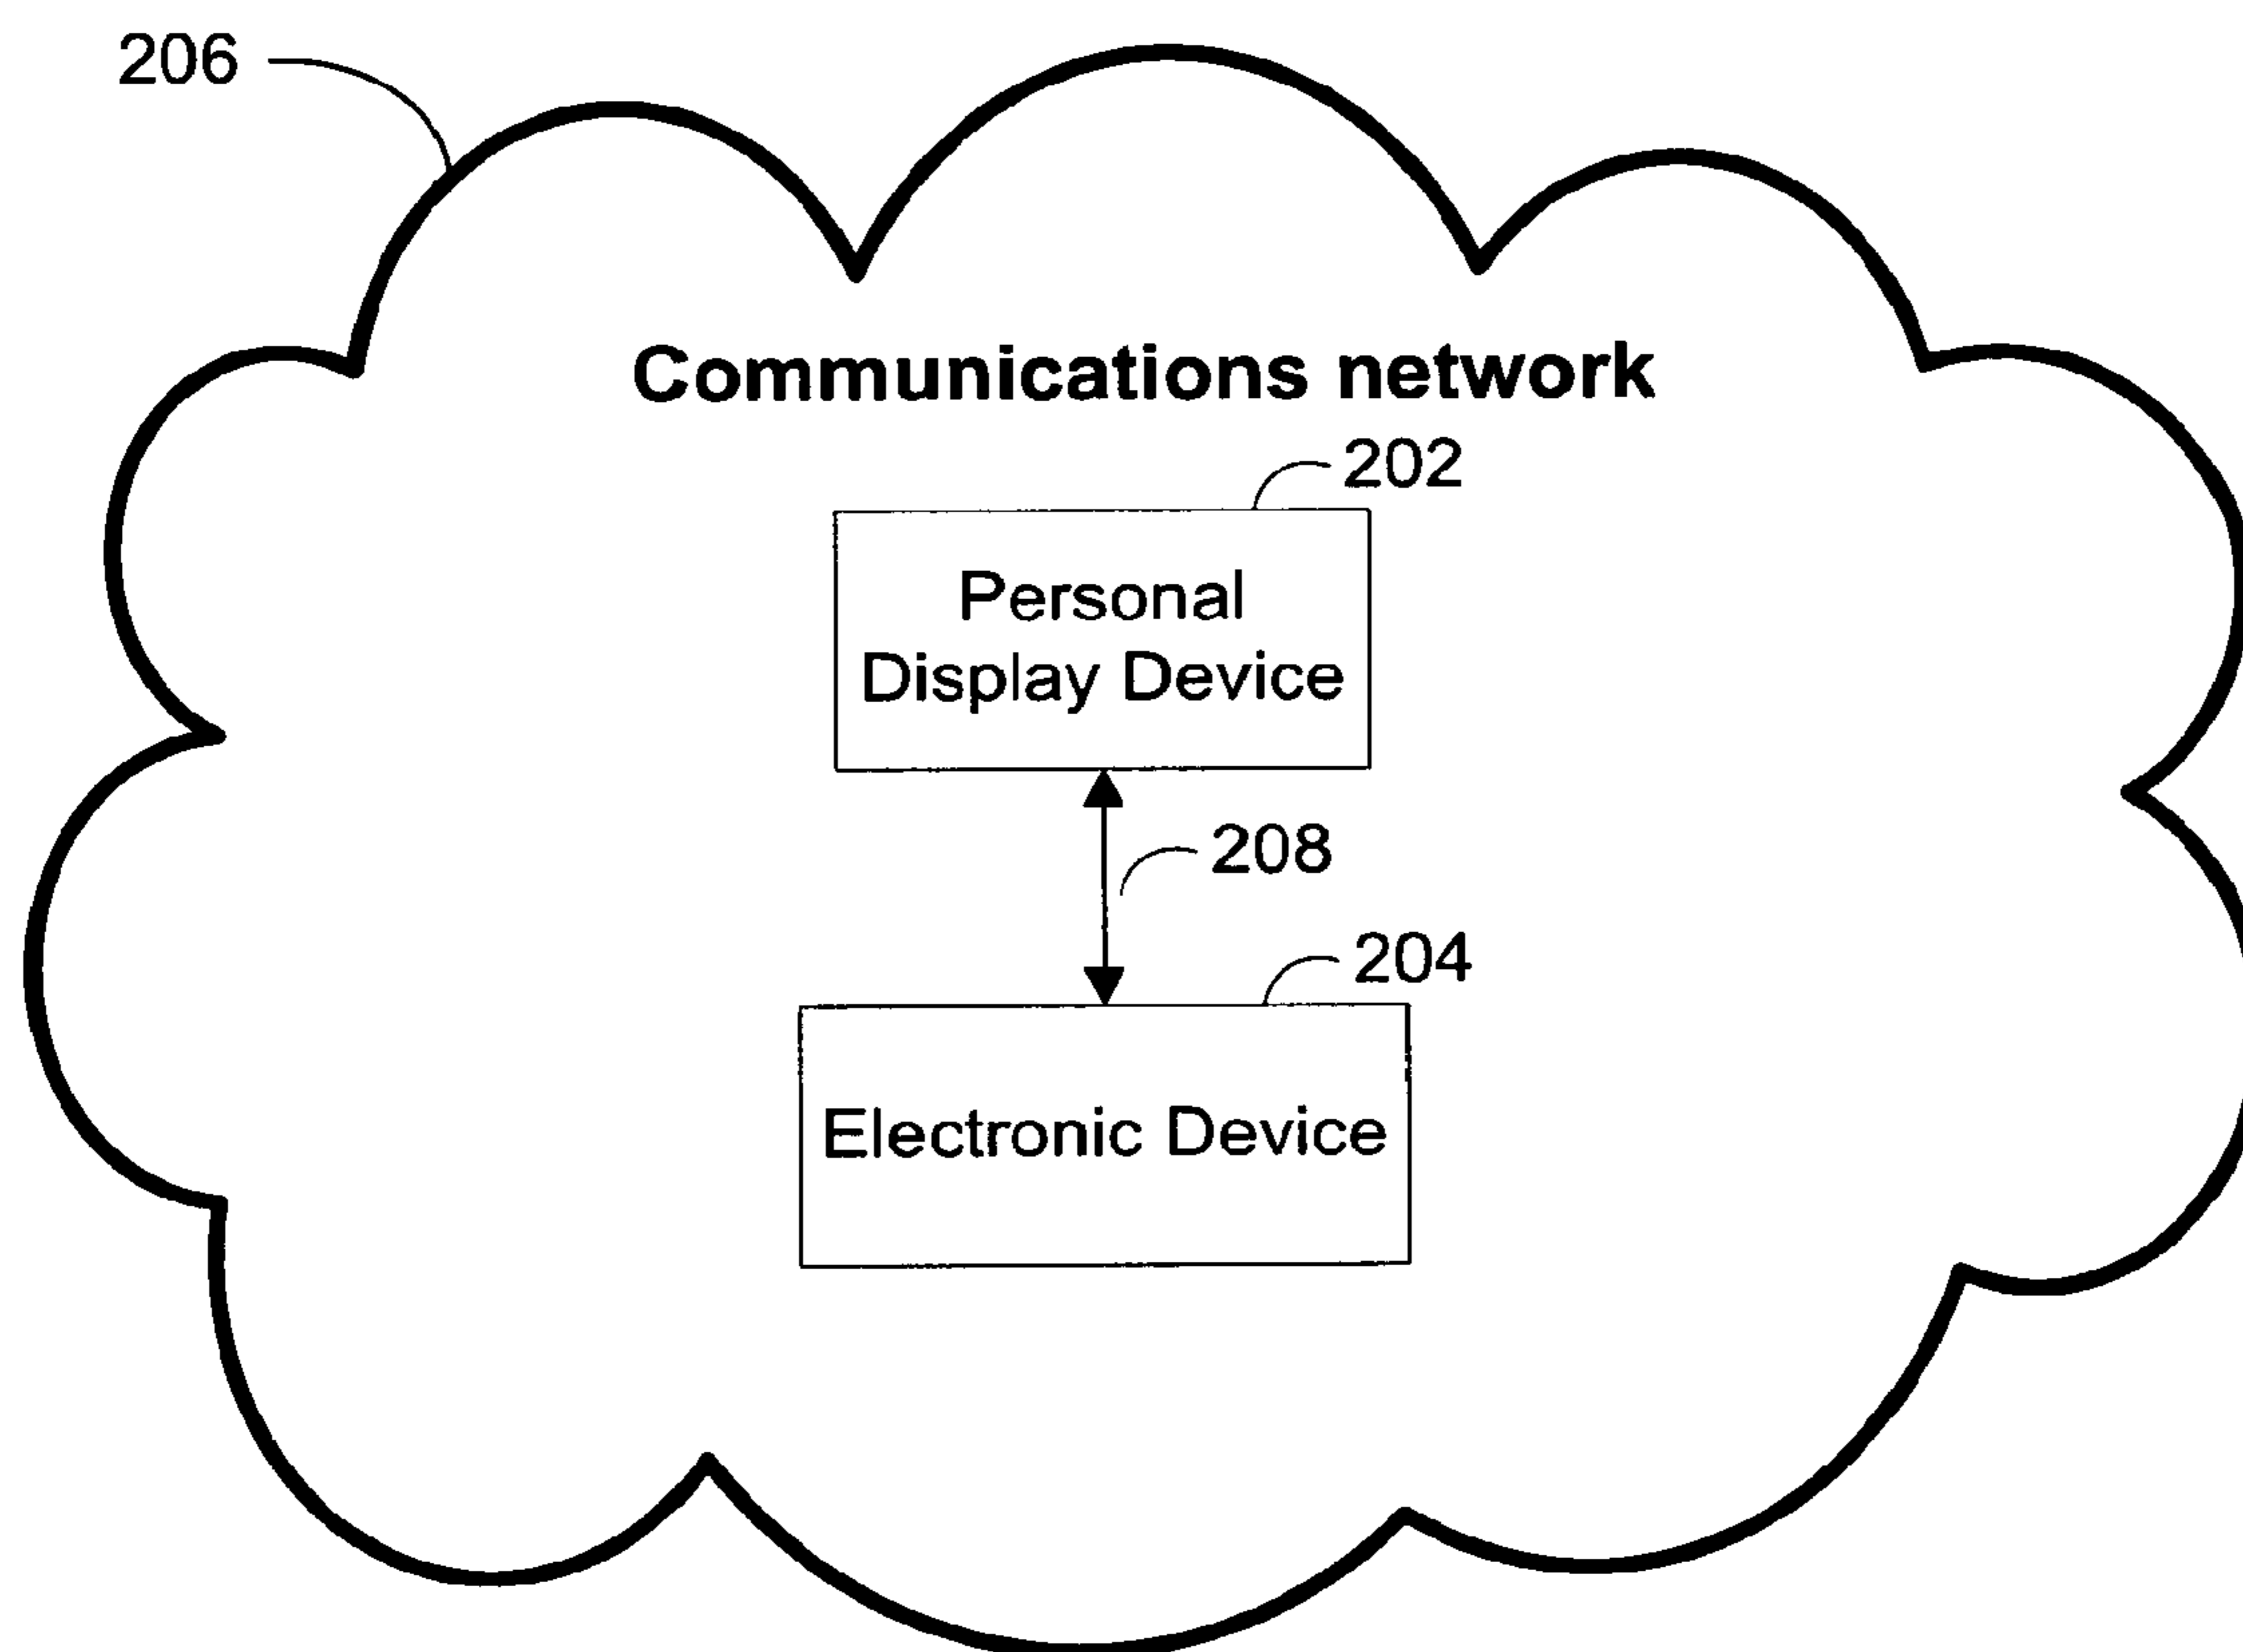 206
Communications network
202
Personal
Display Device
208
204
Electronic Device